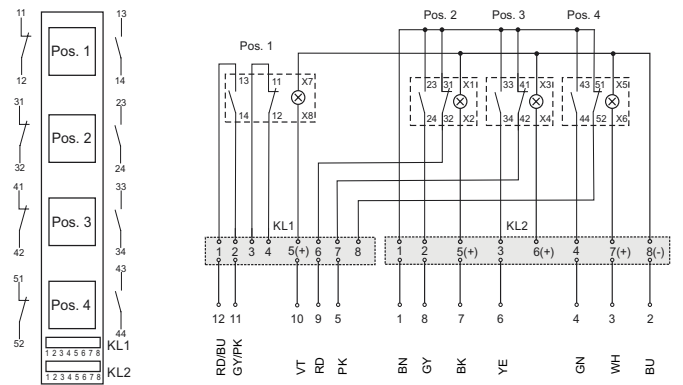 11
13
Pos. 1
12
14
31
23
Pos. 2
32
24
41
33
Pos. 3
42
34
51
43
Pos. 4
52
44
KL1
1 2 3 4 5 6 7 8
KL2
1 2 3 4 5 6 7 8
Pos. 2 Pos. 3 Pos. 4
Pos. 1
13 11 X7
14 12 X8
23 31 X1
24 32 X2
33 41 X3
34 42 X4
43 51 X5
44 52 X6
KL1
1 2 3 4 5(+) 6 7 8
KL2
1 2 5(+) 3 6(+) 4 7(+) 8(-)
12 11 10 9 5
1 8 7 6 4 3 2
RD/BU
GY/PK
VT
RD
PK
BN
GY
BK
YE
GN
WH
BU